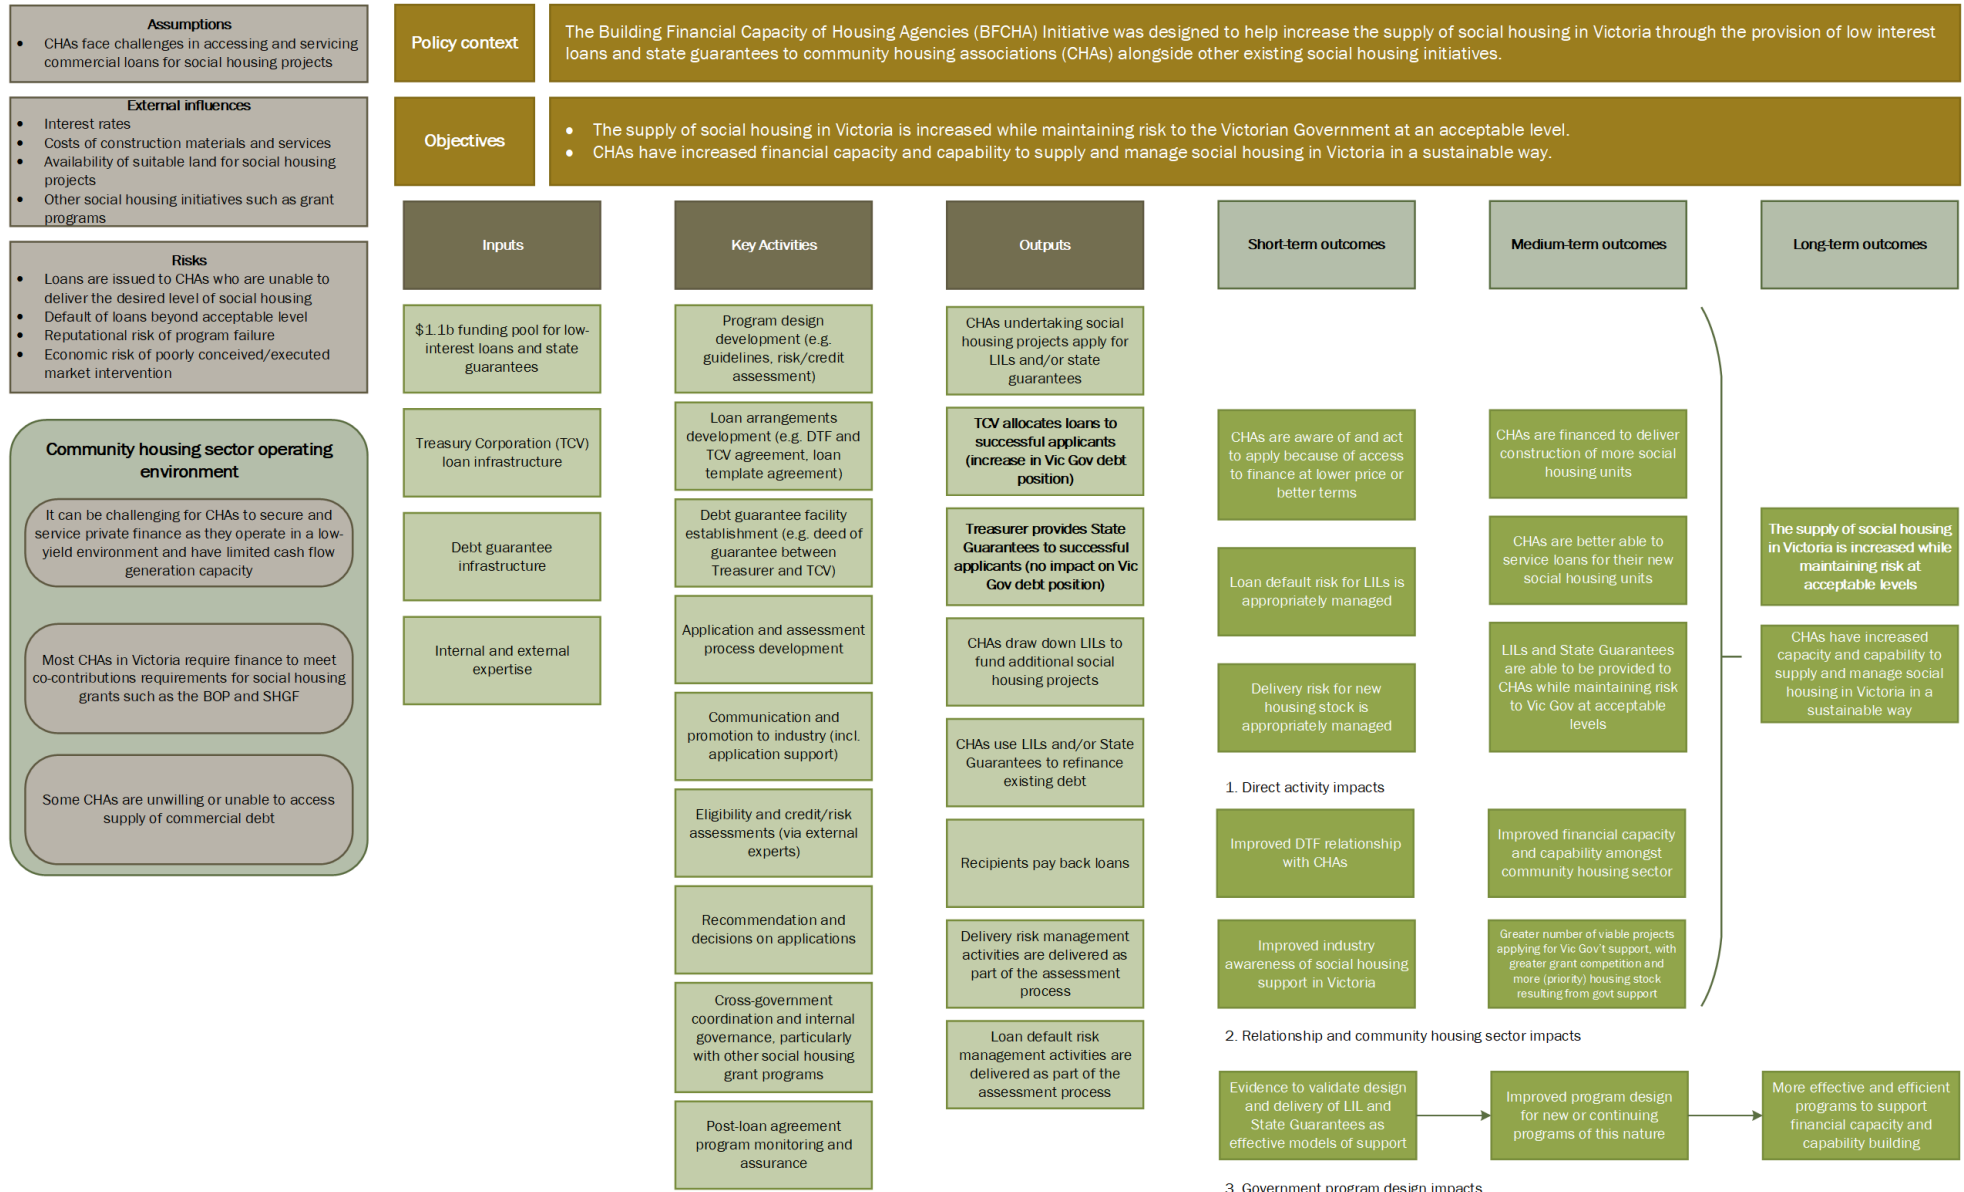 Assumptions
• CHAs face challenges in accessing and servicing
commercial loans for social housing projects
External influences
• Interest rates
• Costs of construction materials and services
• Availability of suitable land for social housing
projects
• Other social housing initiatives such as grant
programs
Risks
• Loans are issued to CHAs who are unable to
deliver the desired level of social housing
• Default of loans beyond acceptable level
• Reputational risk of program failure
• Economic risk of poorly conceived/executed
market intervention
Community housing sector operating
environment
It can be challenging for CHAs to secure and
service private finance as they operate in a low-
yield environment and have limited cash flow
generation capacity
Most CHAs in Victoria require finance to meet
co-contributions requirements for social housing
grants such as the BOP and SHGF
Some CHAs are unwilling or unable to access
supply of commercial debt
Policy context
The Building Financial Capacity of Housing Agencies (BFCHA) Initiative was designed to help increase the supply of social housing in Victoria through the provision of low interest
loans and state guarantees to community housing associations (CHAs) alongside other existing social housing initiatives.
Objectives
• The supply of social housing in Victoria is increased while maintaining risk to the Victorian Government at an acceptable level.
• CHAs have increased financial capacity and capability to supply and manage social housing in Victoria in a sustainable way.
Inputs
$1.1b funding pool for low-
interest loans and state
guarantees
Treasury Corporation (TCV)
loan infrastructure
Debt guarantee
infrastructure
Internal and external
expertise
Key Activities
Program design
development (e.g.
guidelines, risk/credit
assessment)
Loan arrangements
development (e.g. DTF and
TCV agreement, loan
template agreement)
Debt guarantee facility
establishment (e.g. deed of
guarantee between
Treasurer and TCV)
Application and assessment
process development
Communication and
promotion to industry (incl.
application support)
Eligibility and credit/risk
assessments (via external
experts)
Recommendation and
decisions on applications
Cross-government
coordination and internal
governance, particularly
with other social housing
grant programs
Post-loan agreement
program monitoring and
assurance
Outputs
CHAs undertaking social
housing projects apply for
LILs and/or state
guarantees
TCV allocates loans to
successful applicants
(increase in Vic Gov debt
position)
Treasurer provides State
Guarantees to successful
applicants (no impact on Vic
Gov debt position)
CHAs draw down LILs to
fund additional social
housing projects
CHAs use LILs and/or State
Guarantees to refinance
existing debt
Recipients pay back loans
Delivery risk management
activities are delivered as
part of the assessment
process
Loan default risk
management activities are
delivered as part of the
assessment process
Short-term outcomes
Medium-term outcomes
Long-term outcomes
CHAs are aware of and act
to apply because of access
to finance at lower price or
better terms
Loan default risk for LILs is
appropriately managed
Delivery risk for new
housing stock is
appropriately managed
CHAs are financed to deliver
construction of more social
housing units
CHAs are better able to
service loans for their new
social housing units
LILs and State Guarantees
are able to be provided to
CHAs while maintaining risk
to Vic Gov at acceptable
levels
1. Direct activity impacts
Improved DTF relationship
with CHAs
Improved industry
awareness of social housing
support in Victoria
Improved financial capacity
and capability amongst
community housing sector
Greater number of viable projects
applying for Vic Gov't support, with
greater grant competition and
more (priority) housing stock
resulting from govt support
2. Relationship and community housing sector impacts
The supply of social housing
in Victoria is increased while
maintaining risk at
acceptable levels
CHAs have increased
capacity and capability to
supply and manage social
housing in Victoria in a
sustainable way
Evidence to validate design
and delivery of LIL and
State Guarantees as
effective models of support
Improved program design
for new or continuing
programs of this nature
More effective and efficient
programs to support
financial capacity and
capability building
3. Government program design impacts